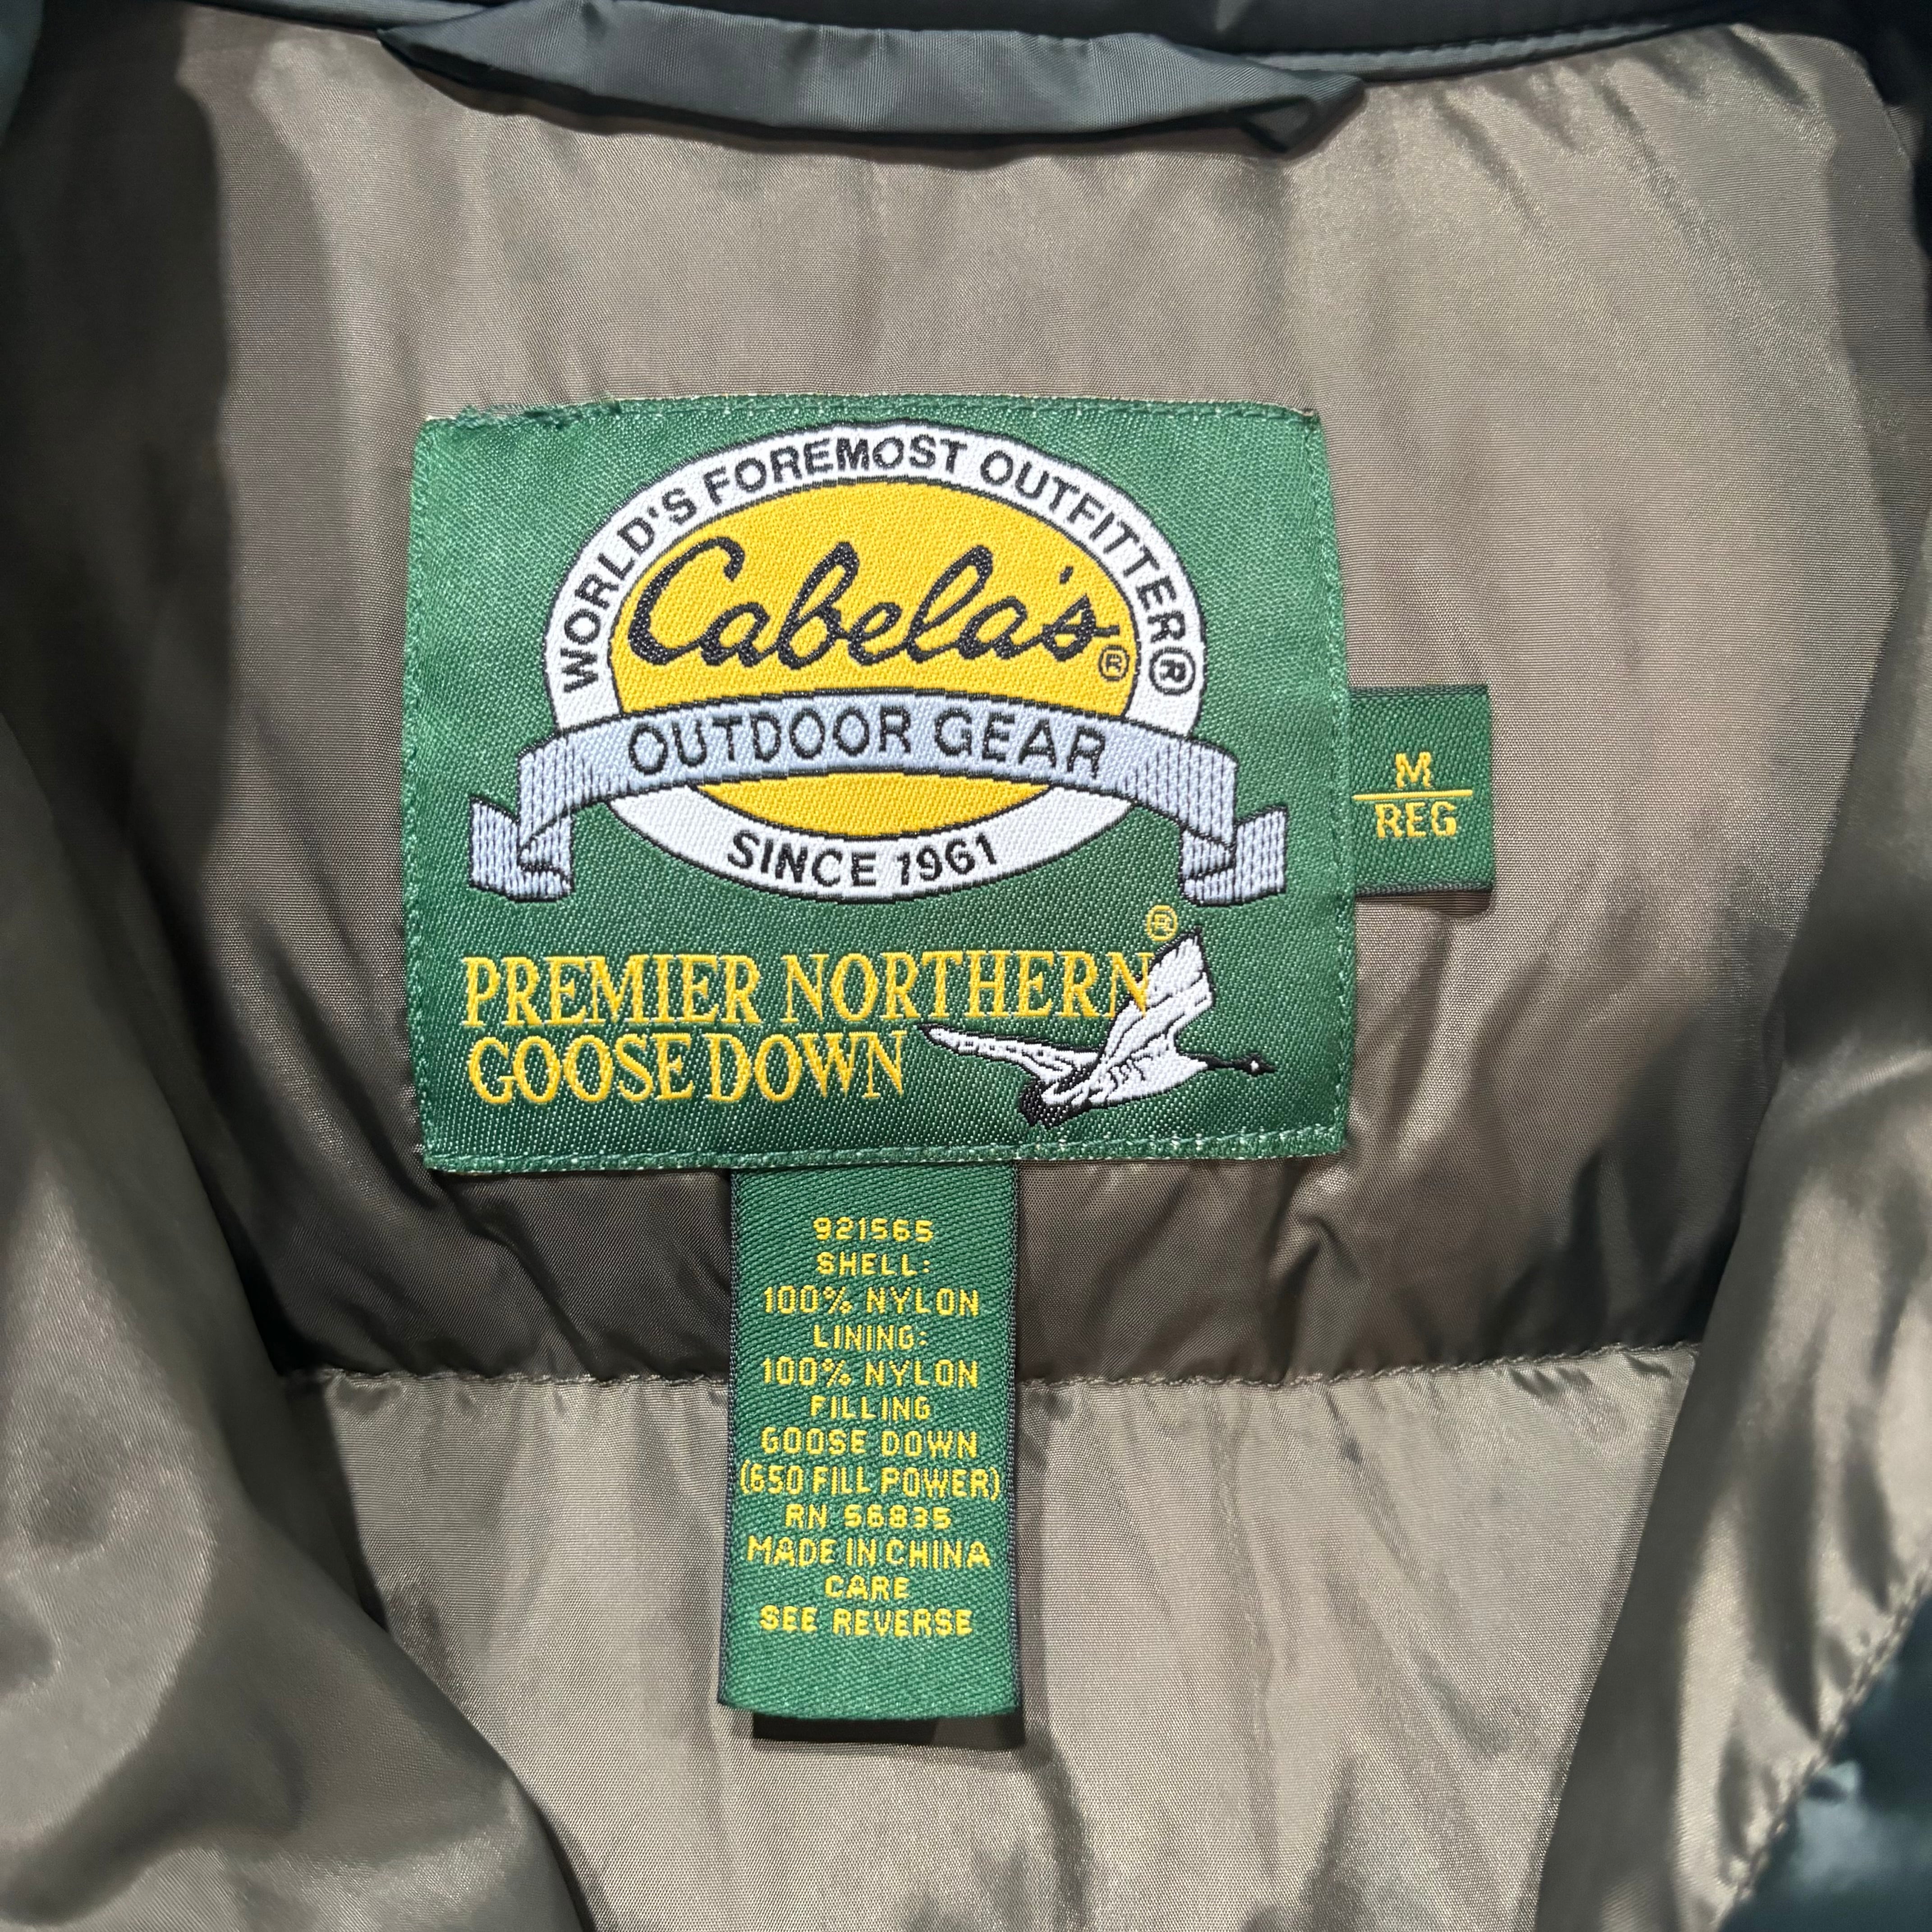 WORLD'S FOREMOST OUTFITTER®
Cabela's®
OUTDOOR GEAR
SINCE 1961
M
REG
PREMIER NORTHERN®
GOOSE DOWN
921565
SHELL:
100% NYLON
LINING:
100% NYLON
FILLING
GOOSE DOWN
(650 FILL POWER)
RN 56835
MADE IN CHINA
CARE
SEE REVERSE